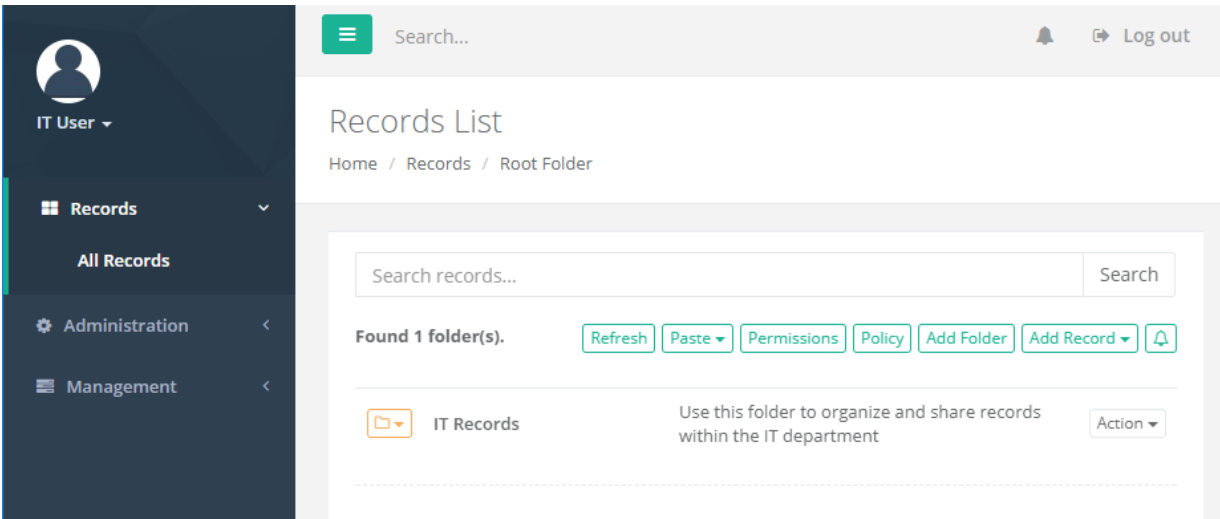 IT User
Records
All Records
Administration
Management
Search...
Log out
Records List
Home / Records / Root Folder
Search records...
Search
Found 1 folder(s).
Refresh
Paste
Permissions
Policy
Add Folder
Add Record
IT Records
Use this folder to organize and share records
within the IT department
Action